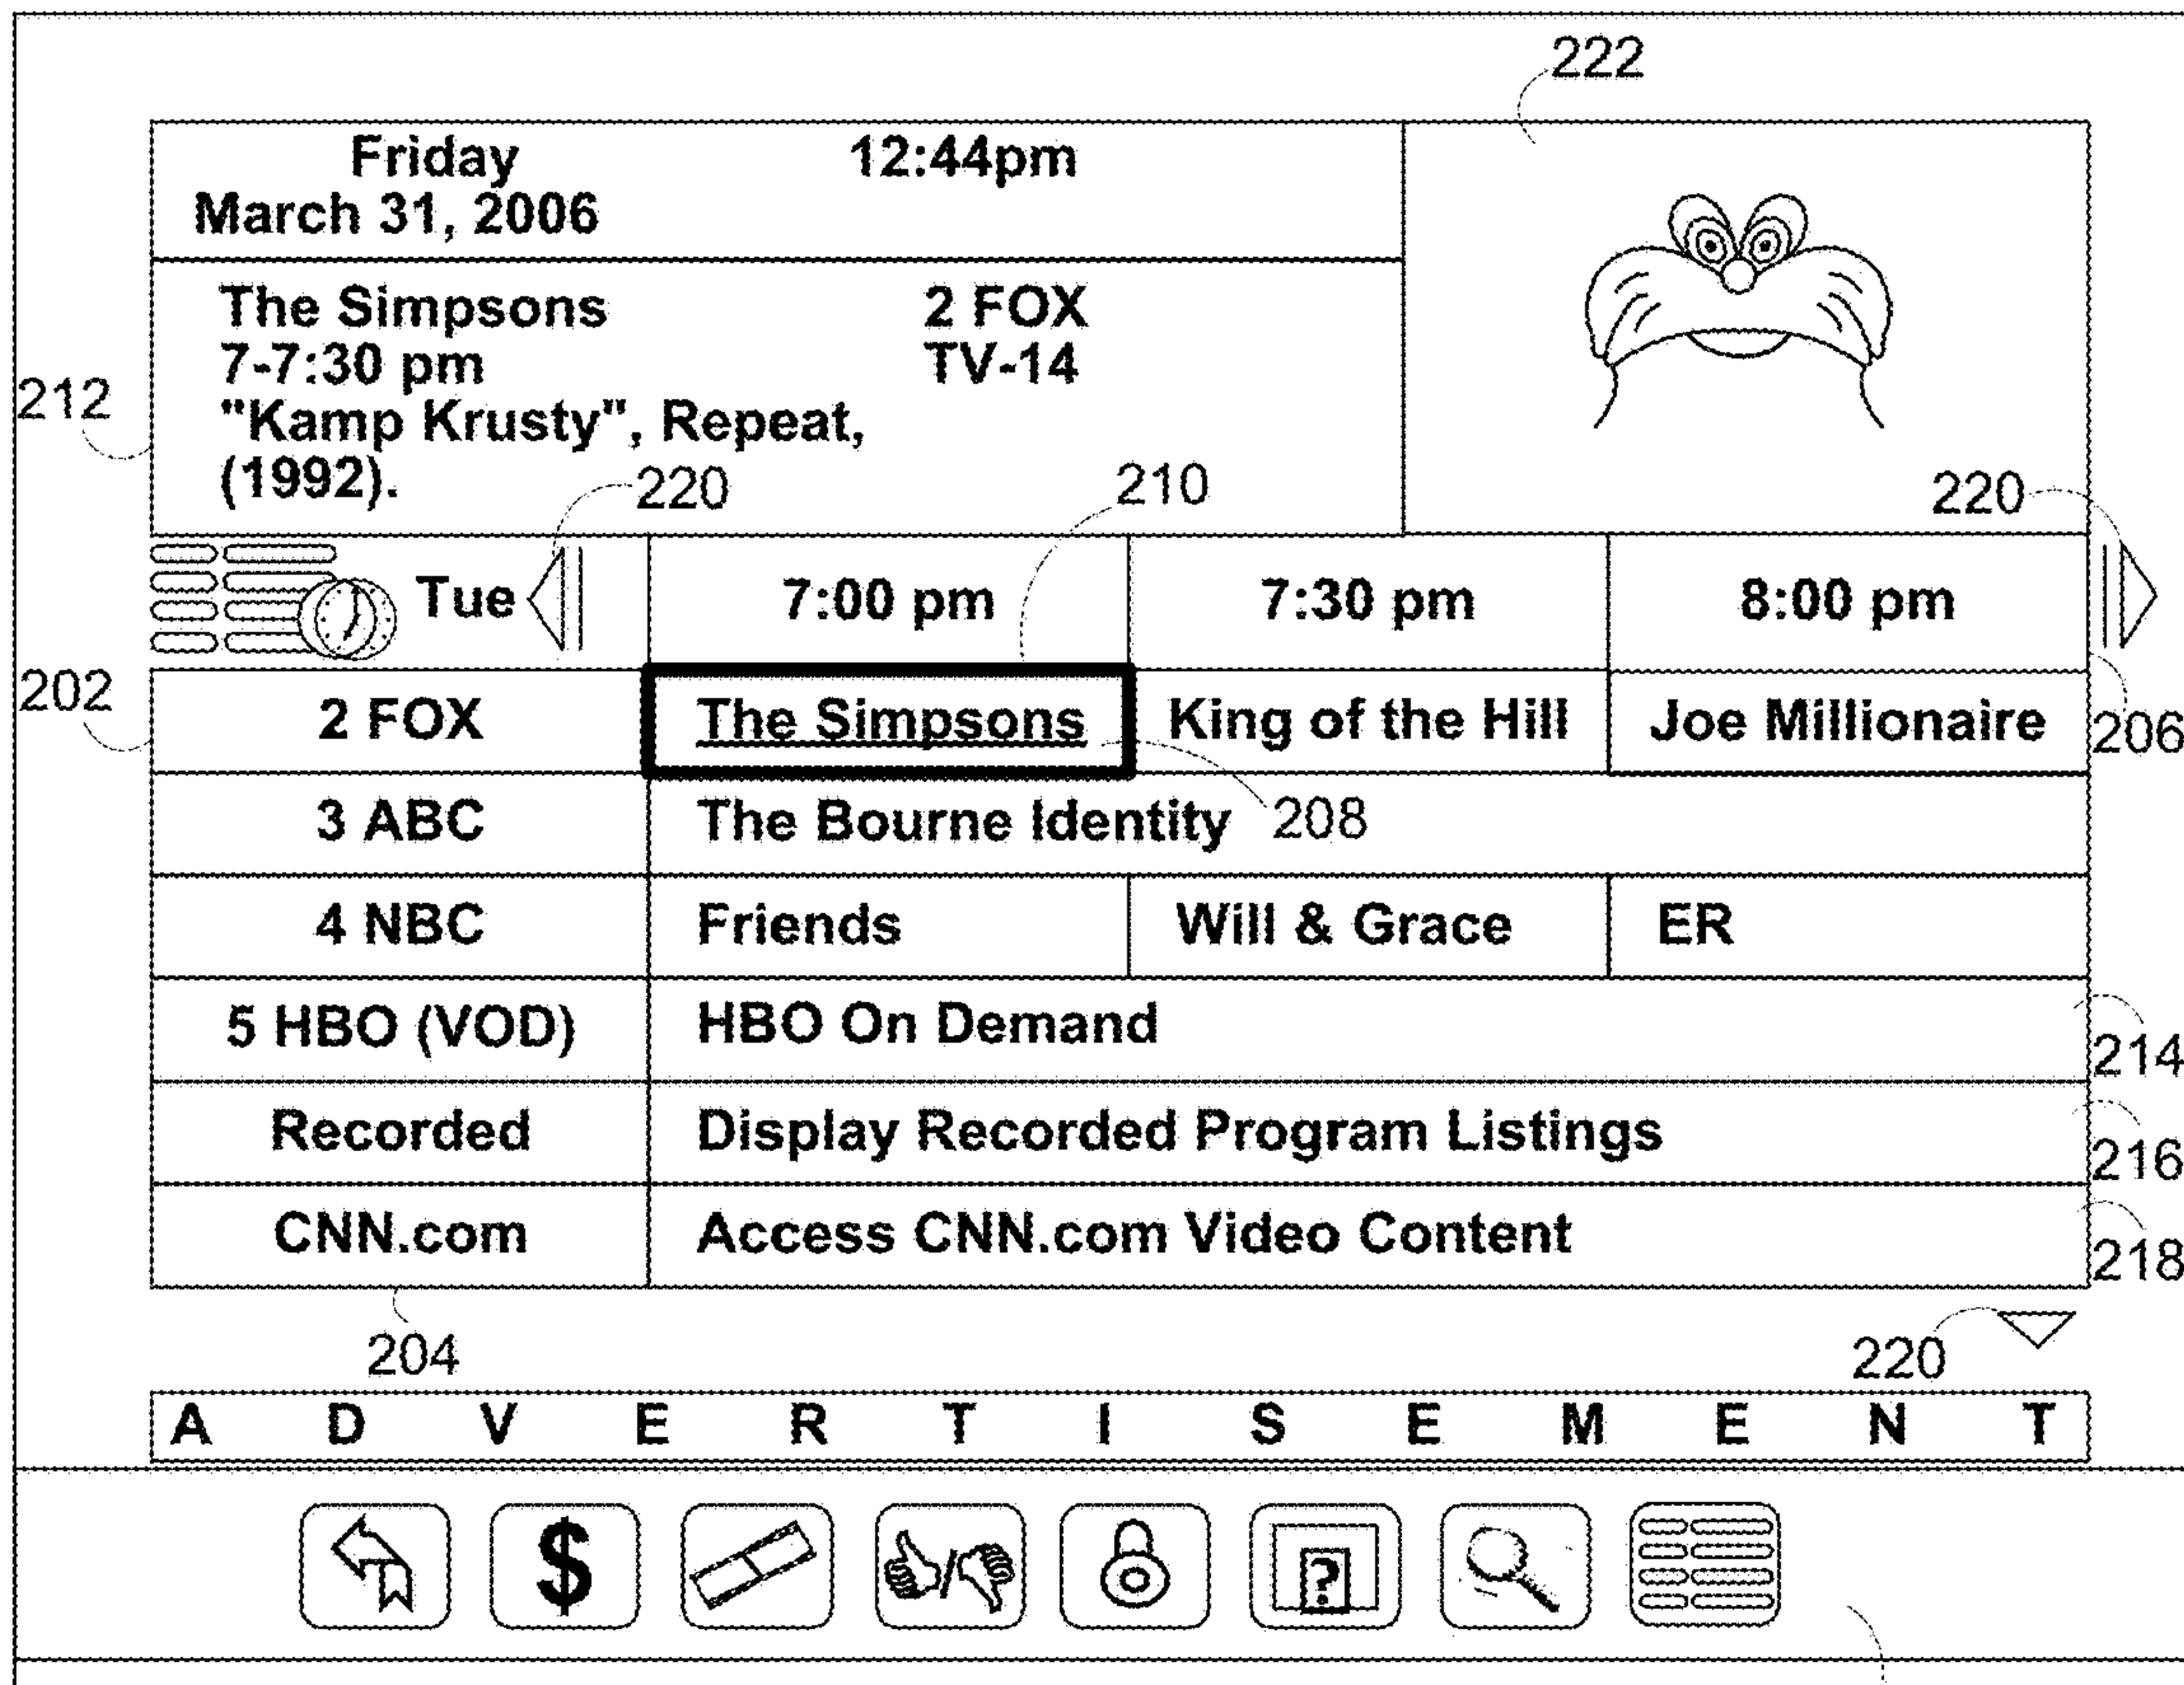 222
Friday 12:44pm
March 31, 2006
The Simpsons 2 FOX
7-7:30 pm TV-14
212
"Kamp Krusty", Repeat,
(1992).
220 210 220
Tue 7:00 pm 7:30 pm 8:00 pm
202
2 FOX The Simpsons King of the Hill Joe Millionaire
206
3 ABC The Bourne Identity 208
4 NBC Friends Will & Grace ER
5 HBO (VOD) HBO On Demand
214
Recorded Display Recorded Program Listings
216
CNN.com Access CNN.com Video Content
218
204 220
A D V E R T I S E M E N T
$ ?